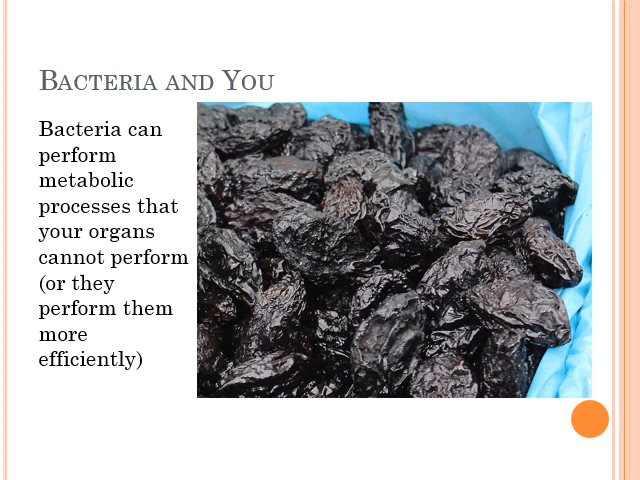 Bacteria and You
Bacteria can
perform
metabolic
processes that
your organs
cannot perform
(or they
perform them
more
efficiently)